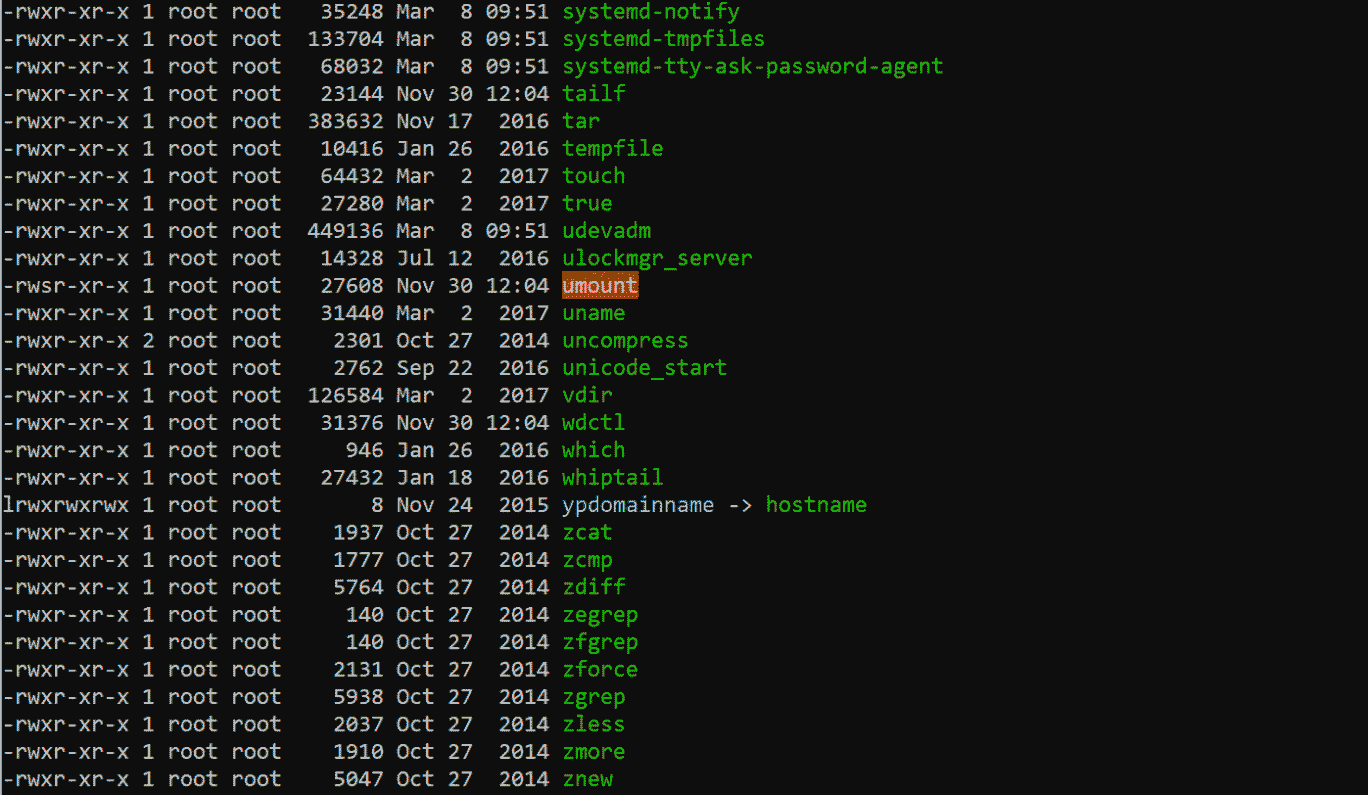 -rwxr-xr-x 1 root root   35248 Mar  8 09:51 systemd-notify
-rwxr-xr-x 1 root root  133704 Mar  8 09:51 systemd-tmpfiles
-rwxr-xr-x 1 root root   68032 Mar  8 09:51 systemd-tty-ask-password-agent
-rwxr-xr-x 1 root root   23144 Nov 30 12:04 tailf
-rwxr-xr-x 1 root root  383632 Nov 17  2016 tar
-rwxr-xr-x 1 root root   10416 Jan 26  2016 tempfile
-rwxr-xr-x 1 root root   64432 Mar  2  2017 touch
-rwxr-xr-x 1 root root   27280 Mar  2  2017 true
-rwxr-xr-x 1 root root  449136 Mar  8 09:51 udevadm
-rwxr-xr-x 1 root root   14328 Jul 12  2016 ulockmgr_server
-rwsr-xr-x 1 root root   27608 Nov 30 12:04 umount
-rwxr-xr-x 1 root root   31440 Mar  2  2017 uname
-rwxr-xr-x 2 root root    2301 Oct 27  2014 uncompress
-rwxr-xr-x 1 root root    2762 Sep 22  2016 unicode_start
-rwxr-xr-x 1 root root  126584 Mar  2  2017 vdir
-rwxr-xr-x 1 root root   31376 Nov 30 12:04 wdctl
-rwxr-xr-x 1 root root     946 Jan 26  2016 which
-rwxr-xr-x 1 root root   27432 Jan 18  2016 whiptail
lrwxrwxrwx 1 root root       8 Nov 24  2015 ypdomainname -> hostname
-rwxr-xr-x 1 root root    1937 Oct 27  2014 zcat
-rwxr-xr-x 1 root root    1777 Oct 27  2014 zcmp
-rwxr-xr-x 1 root root    5764 Oct 27  2014 zdiff
-rwxr-xr-x 1 root root     140 Oct 27  2014 zegrep
-rwxr-xr-x 1 root root     140 Oct 27  2014 zfgrep
-rwxr-xr-x 1 root root    2131 Oct 27  2014 zforce
-rwxr-xr-x 1 root root    5938 Oct 27  2014 zgrep
-rwxr-xr-x 1 root root    2037 Oct 27  2014 zless
-rwxr-xr-x 1 root root    1910 Oct 27  2014 zmore
-rwxr-xr-x 1 root root    5047 Oct 27  2014 znew